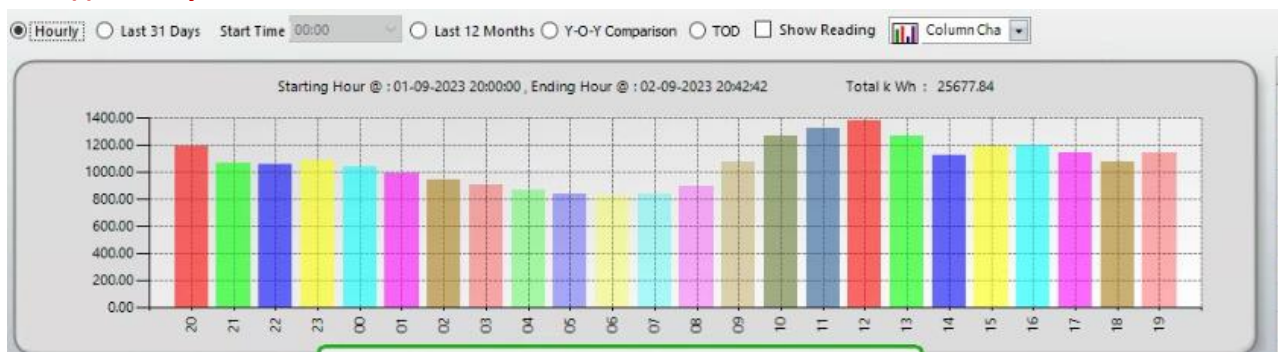 Hourly Last 31 Days Start Time 00:00 Last 12 Months Y-O-Y Comparison TOD Show Reading Column Cha
Starting Hour @ : 01-09-2023 20:00:00 , Ending Hour @ : 02-09-2023 20:42:42 Total k Wh : 25677.84
1400.00
1200.00
1000.00
800.00
600.00
400.00
200.00
0.00
20 21 22 23 00 01 02 03 04 05 06 07 08 09 10 11 12 13 14 15 16 17 18 19